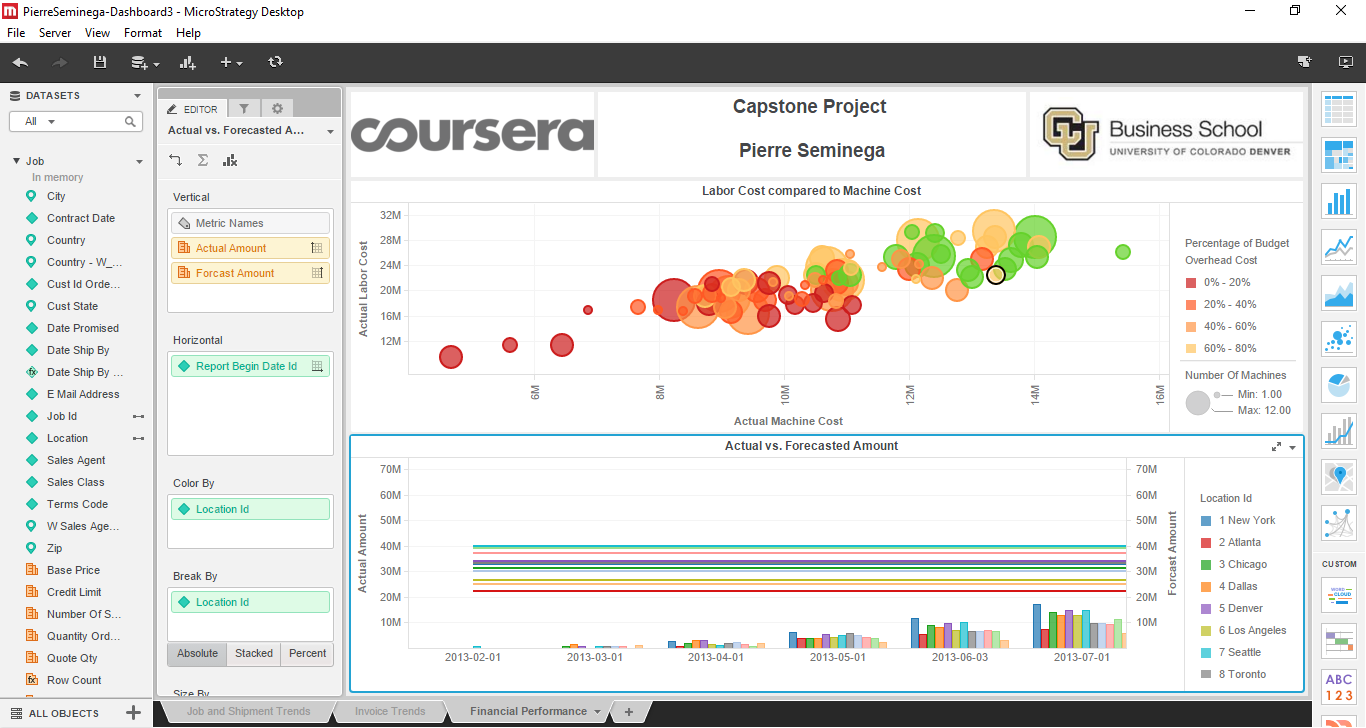 PierreSeminega-Dashboard3 - MicroStrategy Desktop
File Server View Format Help
DATASETS
All
Job
In memory
City
Contract Date
Country
Country - W_...
Cust Id Orde...
Cust State
Date Promised
Date Ship By
Date Ship By ...
E Mail Address
Job Id
Location
Sales Agent
Sales Class
Terms Code
W Sales Age...
Zip
Base Price
Credit Limit
Number Of S...
Quantity Ord...
Quote Qty
Row Count
ALL OBJECTS
EDITOR
Actual vs. Forecasted A...
Vertical
Metric Names
Actual Amount
Forcast Amount
Horizontal
Report Begin Date Id
Color By
Location Id
Break By
Location Id
Absolute Stacked Percent
Size By
coursera
Capstone Project
Pierre Seminega
CU
Business School
UNIVERSITY OF COLORADO DENVER
Labor Cost compared to Machine Cost
Actual Labor Cost
32M
28M
24M
20M
16M
12M
6M 8M 10M 12M 14M 16M
Actual Machine Cost
Percentage of Budget
Overhead Cost
0% - 20%
20% - 40%
40% - 60%
60% - 80%
Number Of Machines
Min: 1.00
Max: 12.00
Actual vs. Forecasted Amount
Actual Amount
70M
60M
50M
40M
30M
20M
10M
2013-02-01 2013-03-01 2013-04-01 2013-05-01 2013-06-03 2013-07-01
70M
60M
50M
40M
30M
20M
10M
Forcast Amount
Location Id
1 New York
2 Atlanta
3 Chicago
4 Dallas
5 Denver
6 Los Angeles
7 Seattle
8 Toronto
Job and Shipment Trends Invoice Trends Financial Performance +
CUSTOM
WORD
CLOUD
ABC
123